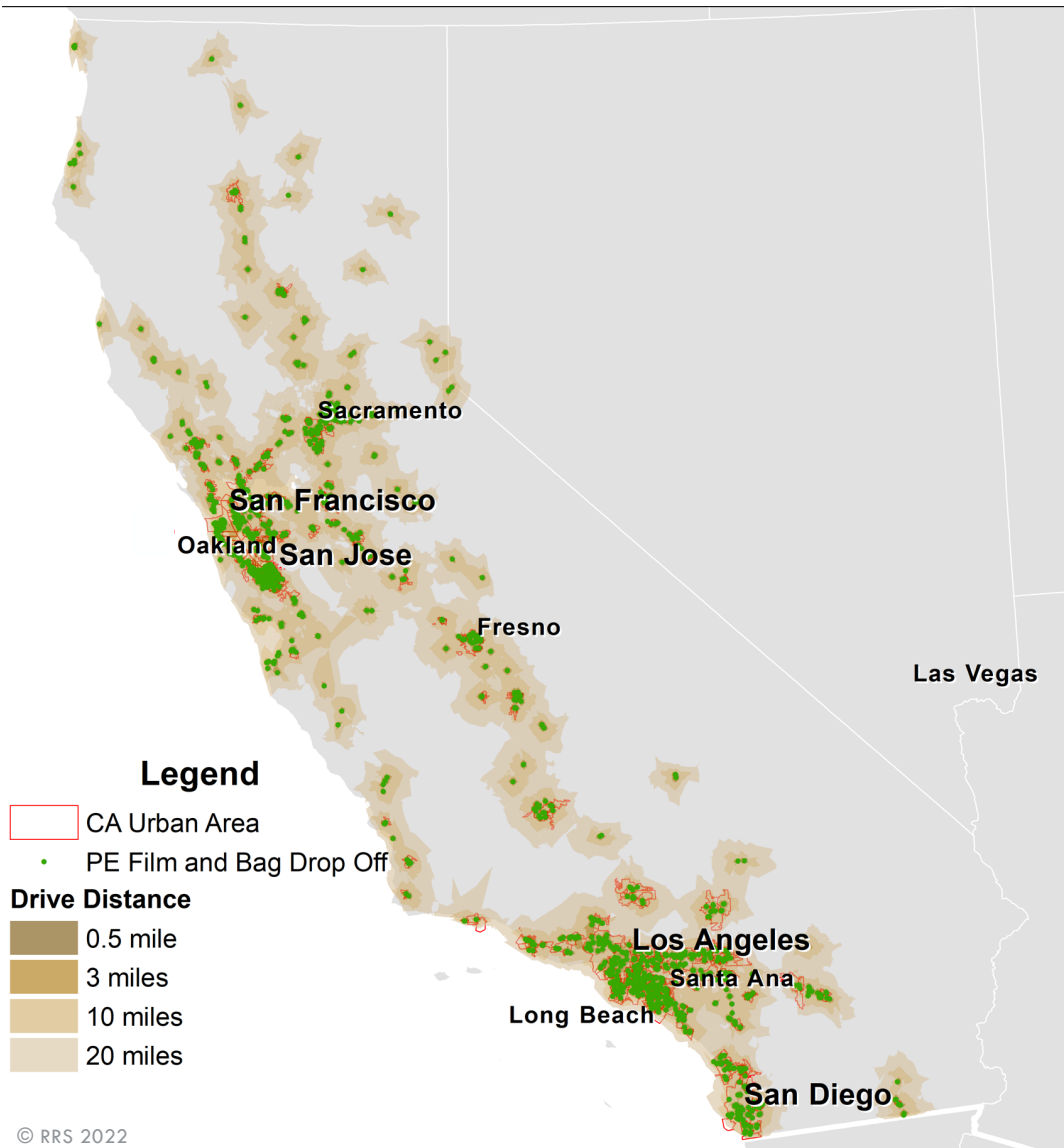 Sacramento
San Francisco
Oakland
San Jose
Fresno
Las Vegas
Legend
CA Urban Area
PE Film and Bag Drop Off
Drive Distance
0.5 mile
3 miles
10 miles
20 miles
Los Angeles
Santa Ana
Long Beach
San Diego
© RRS 2022